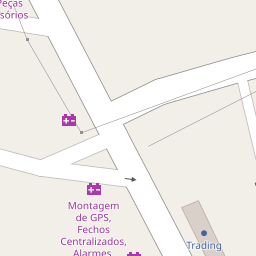 Peças
sórios
Montagem
de GPS,
Fechos
Centralizados,
Alarmes
Trading